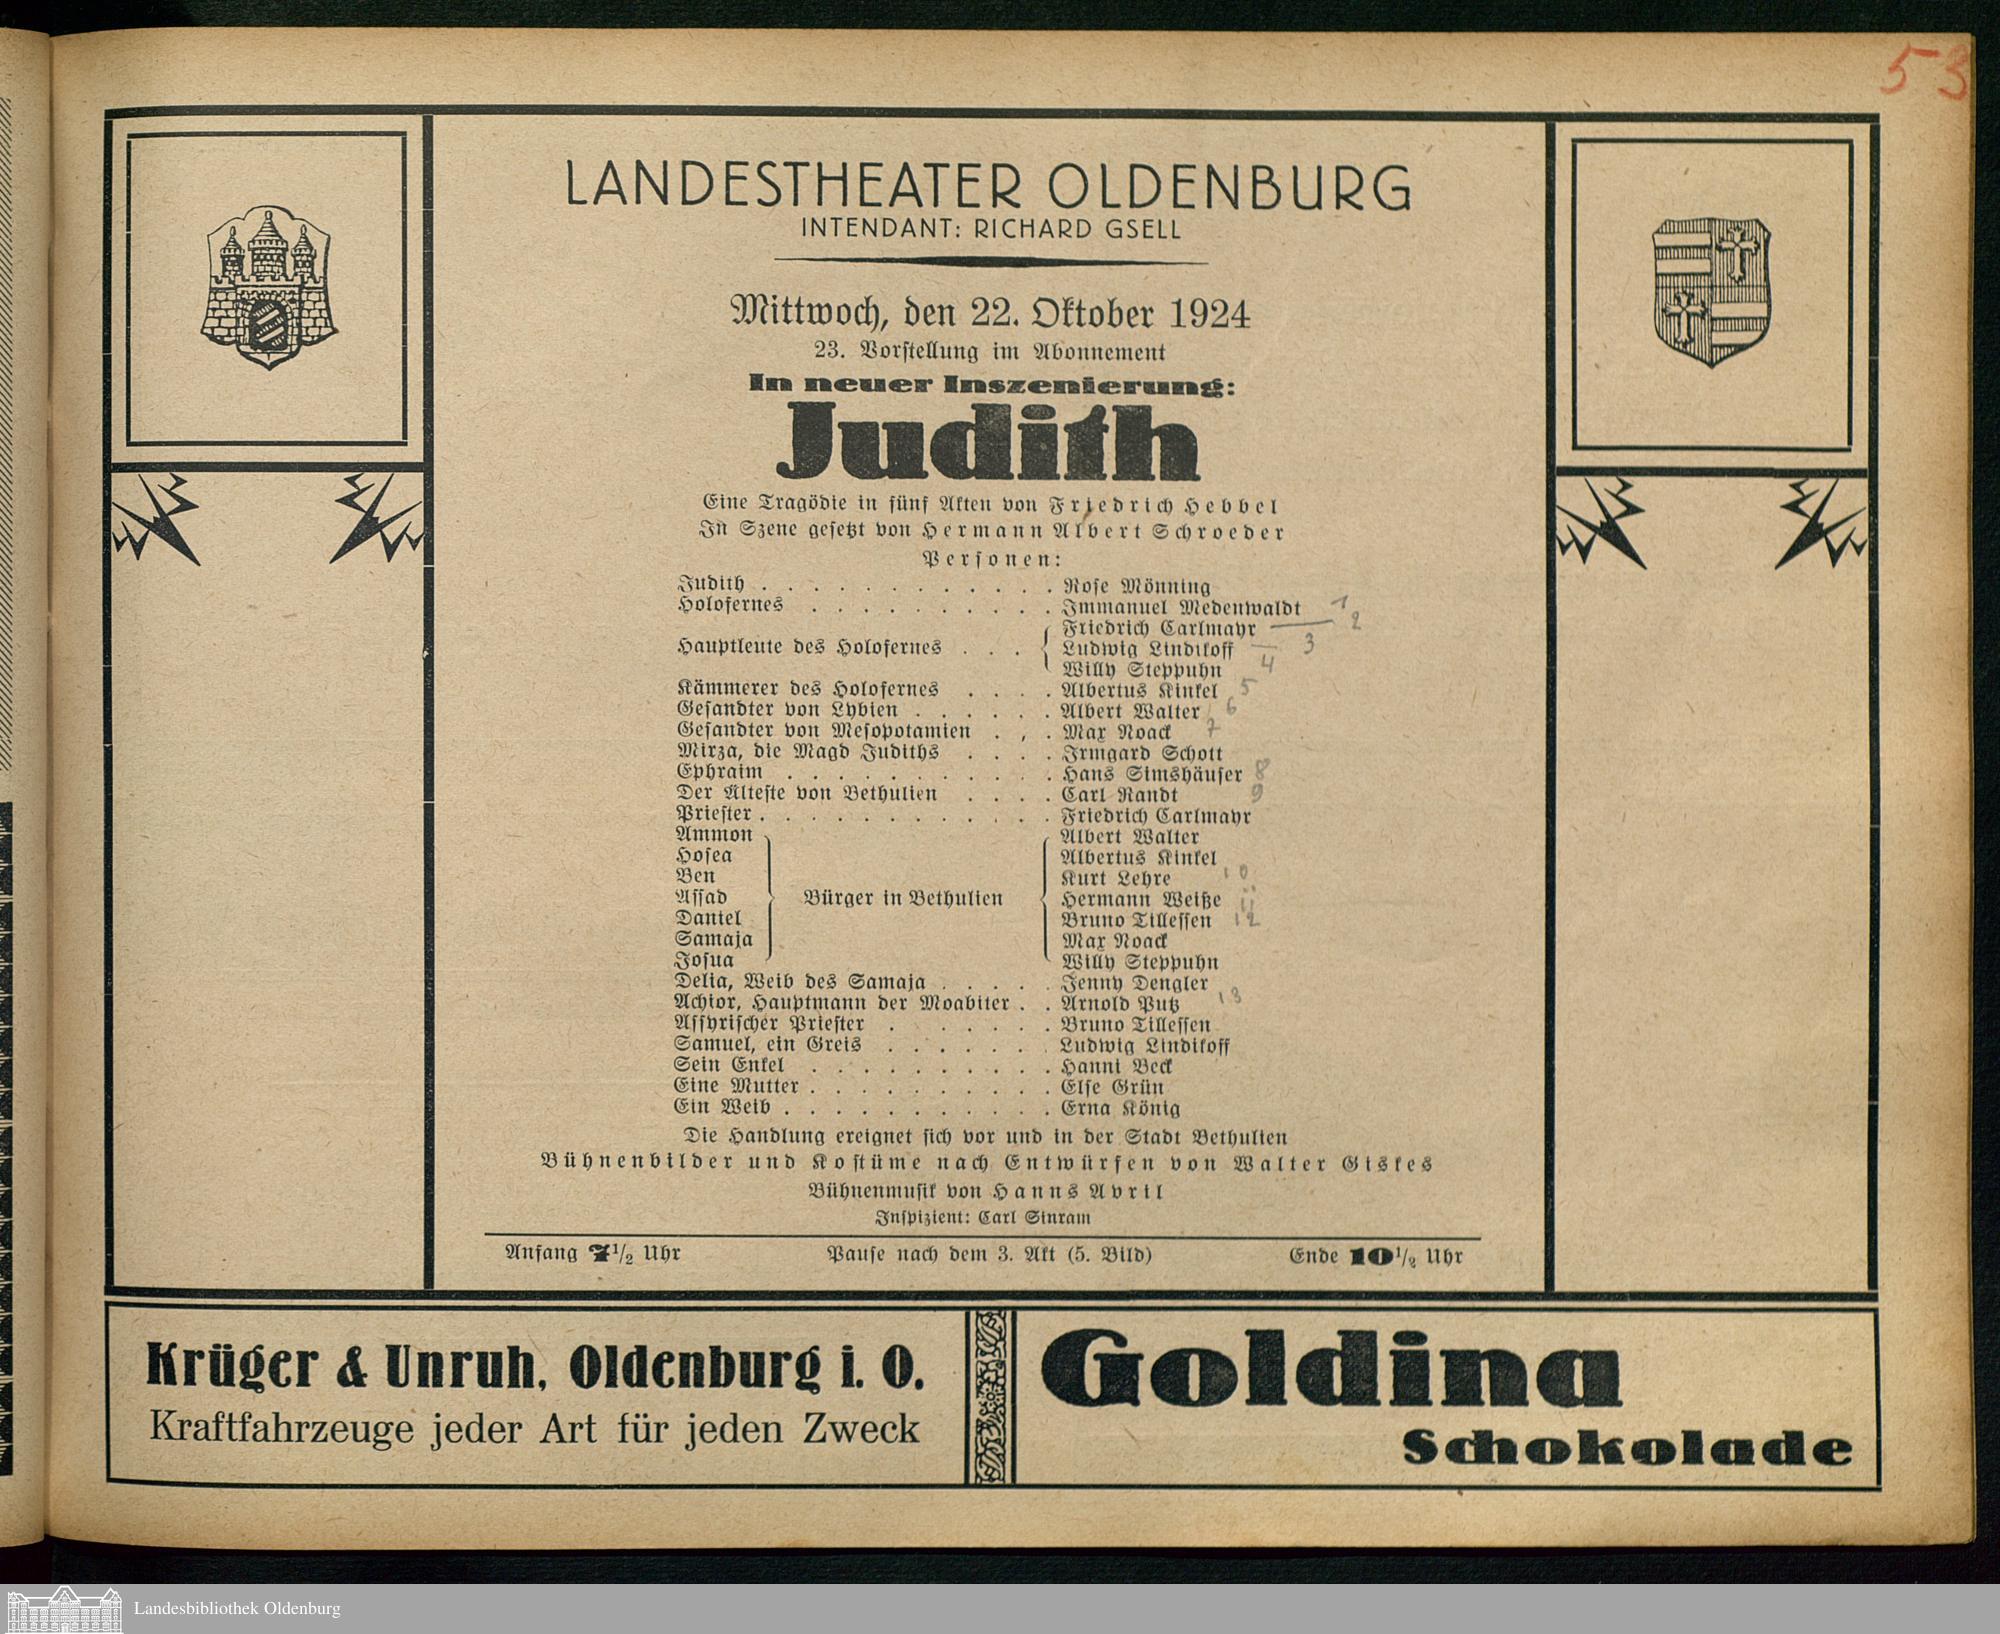 53
LANDESTHEATER OLDENBURG
INTENDANT: RICHARD GSELL
Mittwoch, den 22. Oktober 1924
23. Vorstellung im Abonnement
In neuer Inszenierung:
Judith
Eine Tragödie in fünf Akten von Friedrich Hebbel
In Szene gesetzt von Hermann Albert Schroeder
Personen:
Judith . . . . . . . . . . . . Rose Mönning
Holofernes . . . . . . . . . . Immanuel Medenwaldt 1
Friedrich Carlmayr 2
Hauptleute des Holofernes . . . Ludwig Lindikoff 3
Willy Steppuhn 4
Kämmerer des Holofernes . . . . Albertus Kinkel 5
Gesandter von Lybien . . . . . . Albert Walter 6
Gesandter von Mesopotamien . . . Max Noack 7
Mirza, die Magd Judiths . . . . Irmgard Schott
Ephraim . . . . . . . . . . . Hans Simshäuser 8
Der Älteste von Bethulien . . . . Carl Randt 9
Priester . . . . . . . . . . . . Friedrich Carlmayr
Ammon Albert Walter
Hosea Albertus Kinkel
Ben Kurt Lehre 10
Assad Bürger in Bethulien Hermann Weiße 11
Daniel Bruno Tillessen 12
Samaja Max Noack
Josua Willy Steppuhn
Delia, Weib des Samaja . . . . . Jenny Dengler
Achior, Hauptmann der Moabiter . . Arnold Putz 13
Assyrischer Priester . . . . . . Bruno Tillessen
Samuel, ein Greis . . . . . . . Ludwig Lindikoff
Sein Enkel . . . . . . . . . . Hanni Beck
Eine Mutter . . . . . . . . . . Else Grün
Ein Weib . . . . . . . . . . . Erna König
Die Handlung ereignet sich vor und in der Stadt Bethulien
Bühnenbilder und Kostüme nach Entwürfen von Walter Giskes
Bühnenmusik von Hanns Avril
Inspizient: Carl Sinram
Anfang 7 1/2 Uhr Pause nach dem 3. Akt (5. Bild) Ende 10 1/2 Uhr
Krüger & Unruh, Oldenburg i. O.
Kraftfahrzeuge jeder Art für jeden Zweck
Goldina
Schokolade
Landesbibliothek Oldenburg